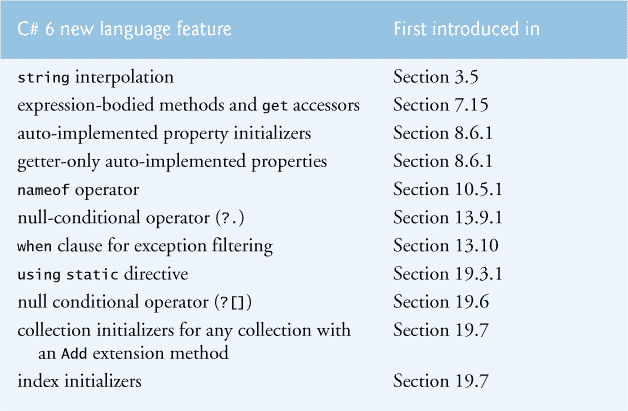 C# 6 new language feature First introduced in
string interpolation Section 3.5
expression-bodied methods and get accessors Section 7.15
auto-implemented property initializers Section 8.6.1
getter-only auto-implemented properties Section 8.6.1
nameof operator Section 10.5.1
null-conditional operator (?.) Section 13.9.1
when clause for exception filtering Section 13.10
using static directive Section 19.3.1
null conditional operator (?[]) Section 19.6
collection initializers for any collection with Section 19.7
an Add extension method
index initializers Section 19.7